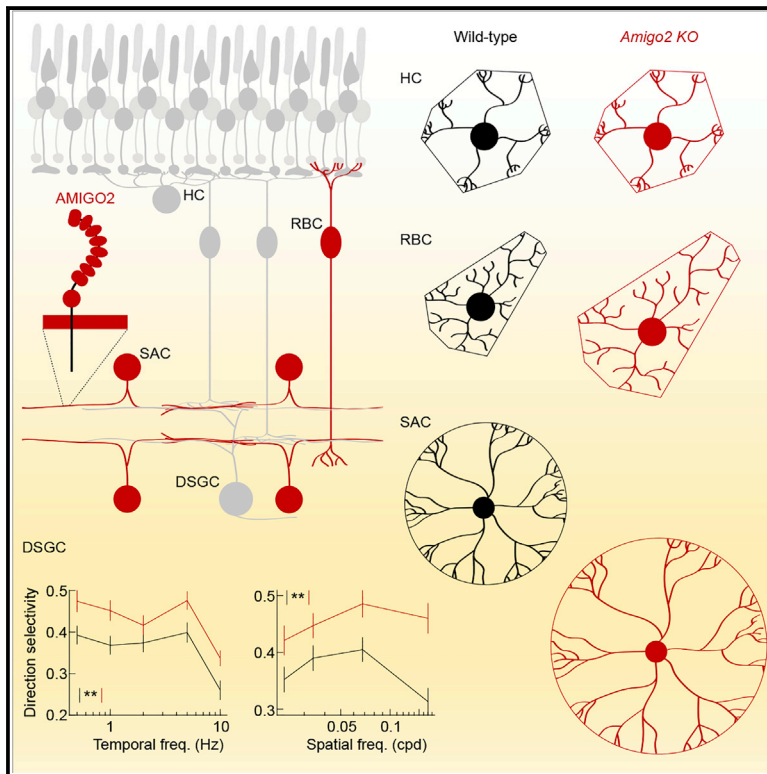 Wild-type
Amigo2 KO
HC
AMIGO2
HC
RBC
RBC
SAC
SAC
DSGC
DSGC
Direction selectivity
0.5
0.4
0.3
0.2
**
1
10
Temporal freq. (Hz)
0.5
0.4
0.3
**
0.05
0.1
Spatial freq. (cpd)